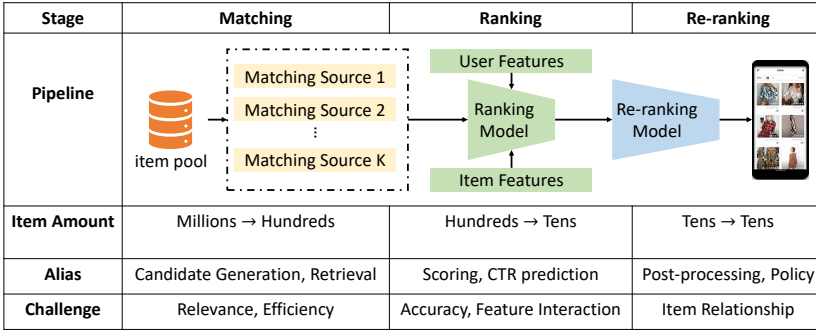 Stage Matching Ranking Re-ranking
Pipeline
item pool
Matching Source 1
Matching Source 2
⋮
Matching Source K
User Features
Ranking
Model
Item Features
Re-ranking
Model
Item Amount Millions → Hundreds Hundreds → Tens Tens → Tens
Alias Candidate Generation, Retrieval Scoring, CTR prediction Post-processing, Policy
Challenge Relevance, Efficiency Accuracy, Feature Interaction Item Relationship